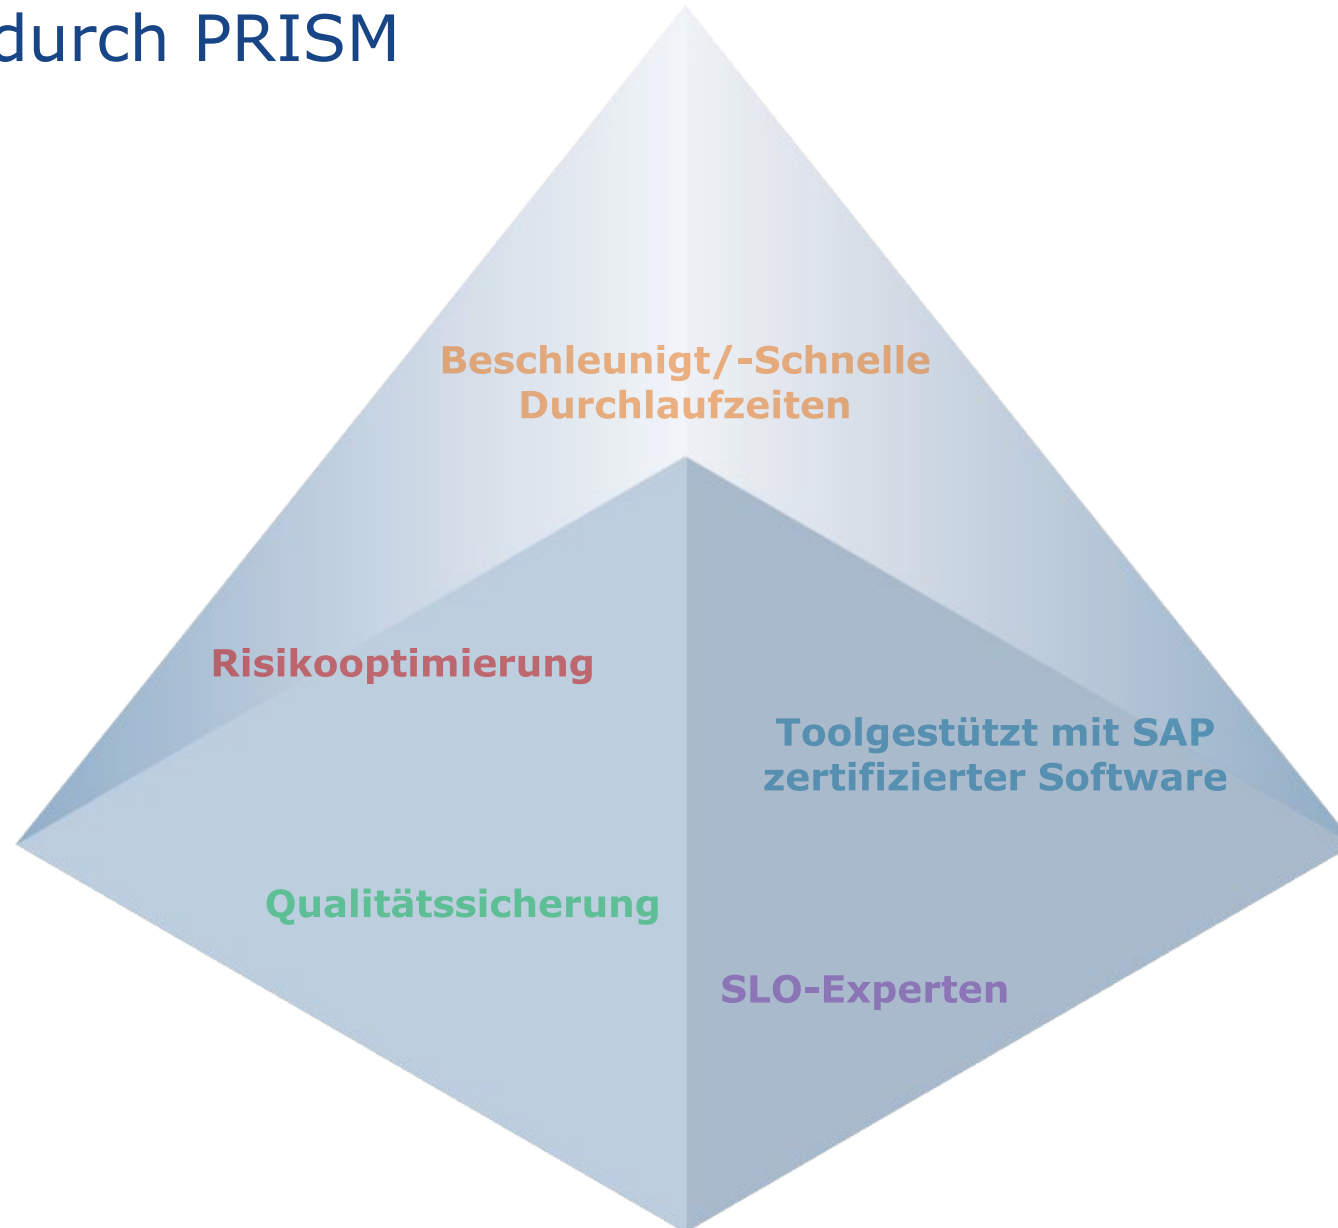 durch PRISM
Beschleunigt/-Schnelle
Durchlaufzeiten
Risikooptimierung
Toolgestützt mit SAP
zertifizierter Software
Qualitätssicherung
SLO-Experten